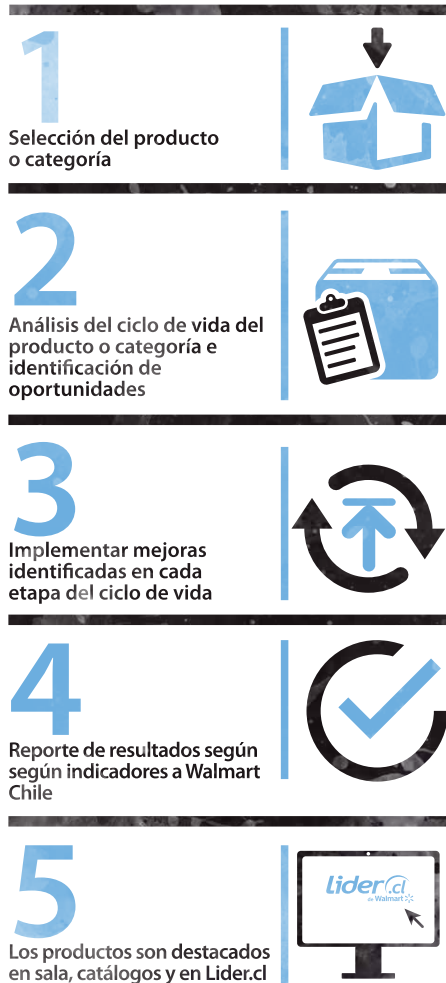 1
Selección del producto
o categoría
2
Análisis del ciclo de vida del
producto o categoría e
identificación de
oportunidades
3
Implementar mejoras
identificadas en cada
etapa del ciclo de vida
4
Reporte de resultados según
según indicadores a Walmart
Chile
5
Lider.cl
de Walmart
Los productos son destacados
en sala, catálogos y en Lider.cl